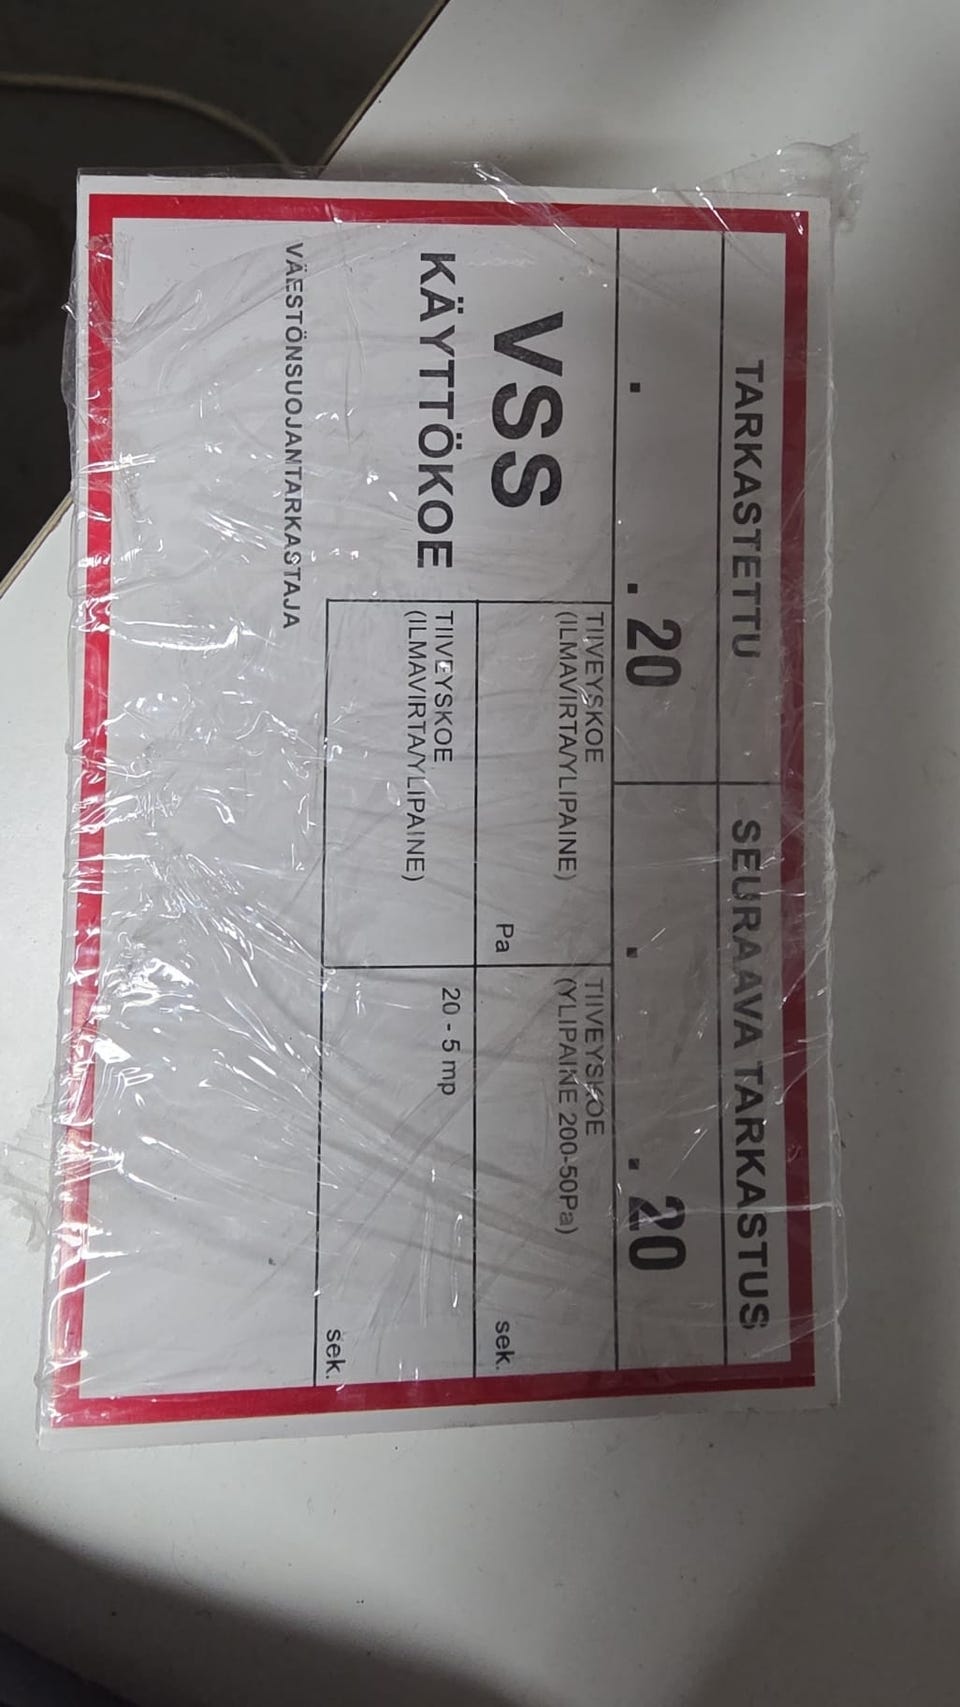 TARKASTETTU
SEURAAVA TARKASTUS
. . 20
. . 20
VSS
KÄYTTÖKOE
TIIVEYSKOE
(ILMAVIRTA/YLIPAINE)
Pa
TIIVEYSKOE
(YLIPAINE 200-50Pa)
sek.
TIIVEYSKOE
(ILMAVIRTA/YLIPAINE)
20 - 5 mp
sek.
VÄESTÖNSUOJANTARKASTAJA